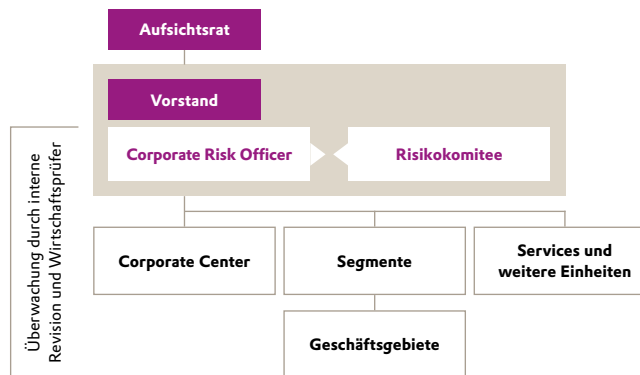 Aufsichtsrat
Vorstand
Corporate Risk Officer
Risikokomitee
Überwachung durch interne
Revision und Wirtschaftsprüfer
Corporate Center
Segmente
Services und
weitere Einheiten
Geschäftsgebiete